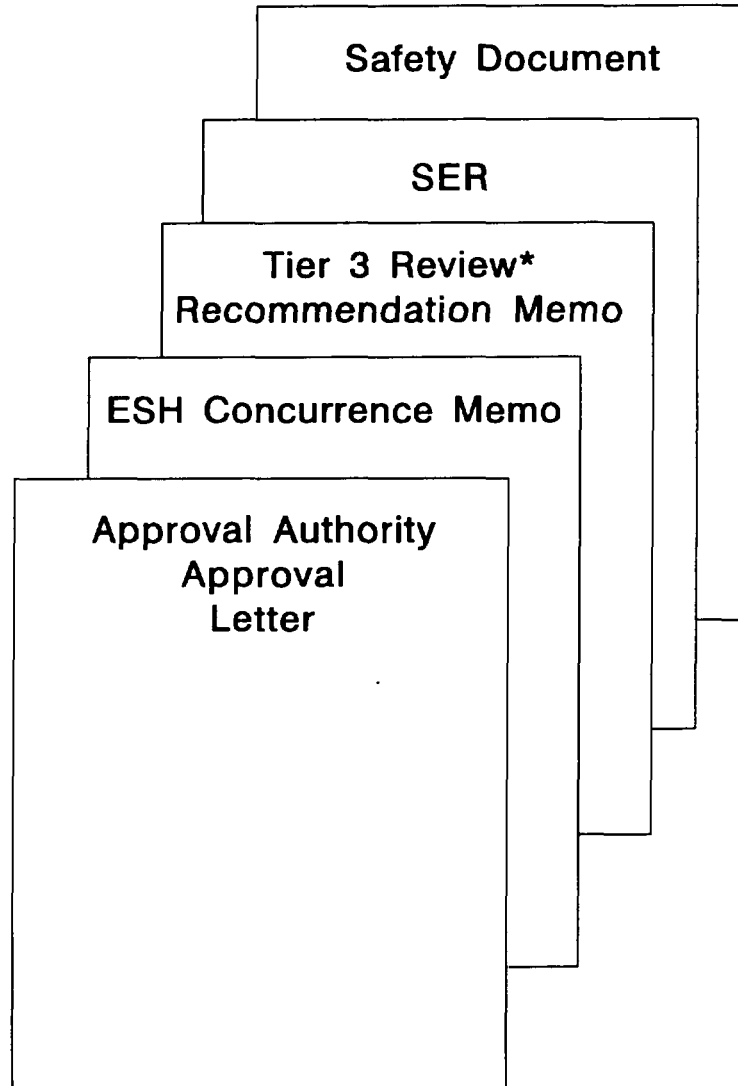 Safety Document
SER
Tier 3 Review*
Recommendation Memo
ESH Concurrence Memo
Approval Authority
Approval
Letter